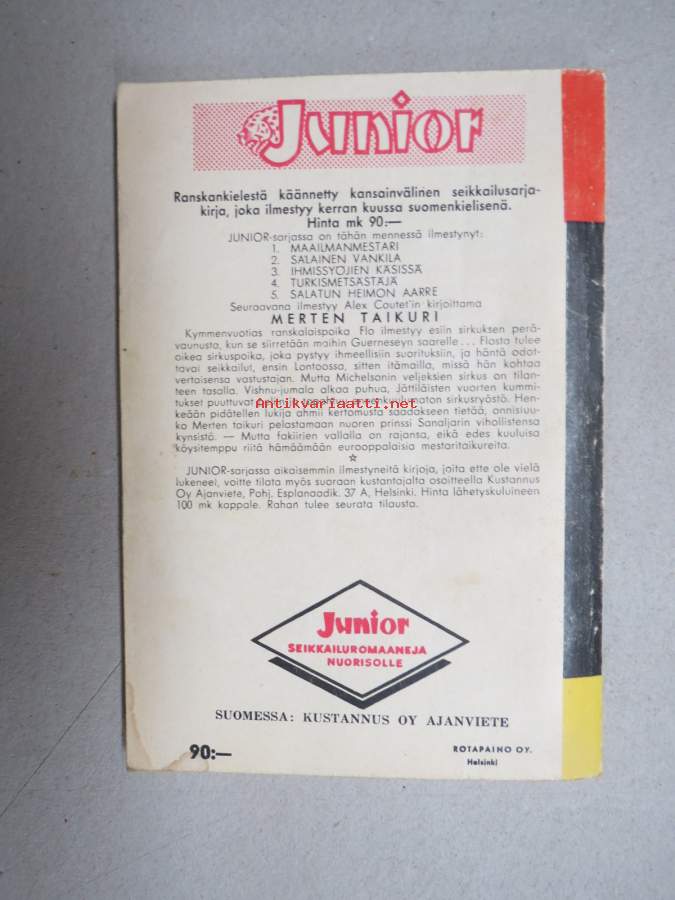 Junior
Ranskankielestä käännetty kansainvälinen seikkailusarja-
kirja, joka ilmestyy kerran kuussa suomenkielisenä.
Hinta mk 90:—
JUNIOR-sarjassa on tähän mennessä ilmestynyt:
1. MAAILMANMESTARI
2. SALAINEN VANKILA
3. IHMISSYÖJIEN KÄSISSÄ
4. TURKISMETSÄSTÄJÄ
5. SALATUN HEIMON AARRE
Seuraavana ilmestyy Alex Coutet'in kirjoittama
MERTEN TAIKURI
Kymmenvuotias ranskalaispoika Flo ilmestyy esiin sirkuksen perä-
vaunusta, kun se siirretään maihin Guerneseyn saarelle... Flosta tulee
oikea sirkuspoika, joka pystyy ihmeellisiin suorituksiin, ja häntä odot-
tavai seikkailut, ensin Lontoossa, sitten itämailla, missä hän kohtaa
vertaisensa vastustajan. Mutta Michelsonin veljeksien sirkus on tilan-
teen tasalla. Vishnu-jumala alkaa puhua, Jättiläisten vuorten kummi-
tukset puuttuvat sirkusryöstö. Hen-
Antikvariaatti.net
keään pidätellen lukija ahmii kertomusta saadakseen tietää, onnisiuu-
ko Merten taikuri pelastamaan nuoren prinssi Sanaljarin vihollistensa
kynsistä. — Mutta fakiirien vallalla on rajansa, eikä edes kuuluisa
köysitemppu riitä hämäämään eurooppalaisia mestaritaikureita.
☆
JUNIOR-sarjassa aikaisemmin ilmestyneitä kirjoja, joita ette ole vielä
lukeneet, voitte tilata myös suoraan kustantajalta osoitteella Kustannus
Oy Ajanviete, Pohj. Esplanaadik. 37 A, Helsinki. Hinta lähetyskuluineen
100 mk kappale. Rahan tulee seurata tilausta.
Junior
SEIKKAILUROMAANEJA
NUORISOLLE
SUOMESSA: KUSTANNUS OY AJANVIETE
90:—
ROTAPAINO OY.
Helsinki